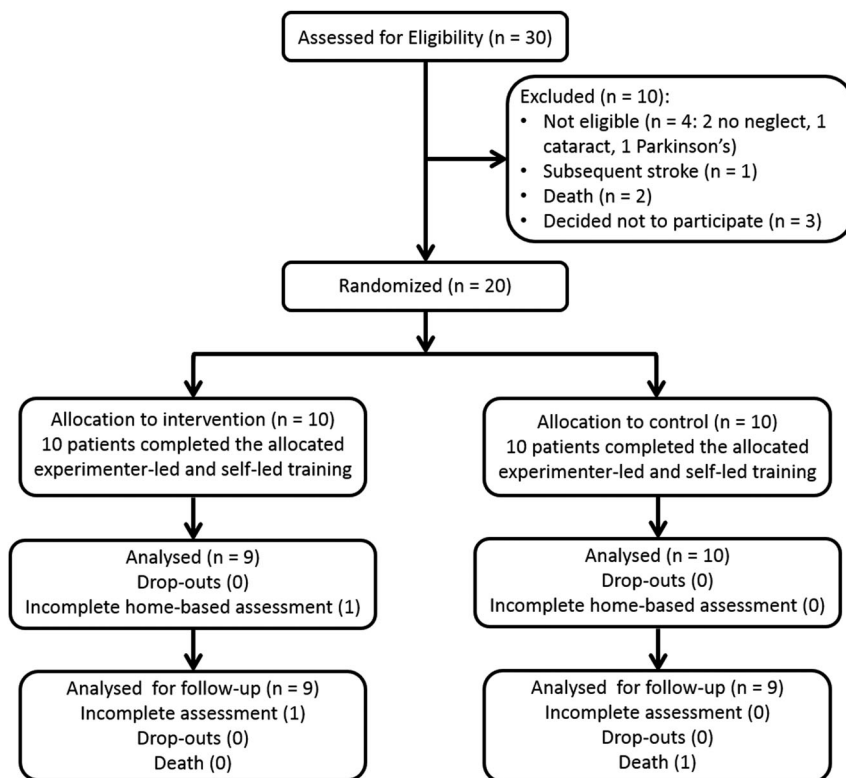 Assessed for Eligibility (n = 30)
Excluded (n = 10):
• Not eligible (n = 4: 2 no neglect, 1
cataract, 1 Parkinson’s)
• Subsequent stroke (n = 1)
• Death (n = 2)
• Decided not to participate (n = 3)
Randomized (n = 20)
Allocation to intervention (n = 10)
10 patients completed the allocated
experimenter-led and self-led training
Allocation to control (n = 10)
10 patients completed the allocated
experimenter-led and self-led training
Analysed (n = 9)
Drop-outs (0)
Incomplete home-based assessment (1)
Analysed (n = 10)
Drop-outs (0)
Incomplete home-based assessment (0)
Analysed for follow-up (n = 9)
Incomplete assessment (1)
Drop-outs (0)
Death (0)
Analysed for follow-up (n = 9)
Incomplete assessment (0)
Drop-outs (0)
Death (1)